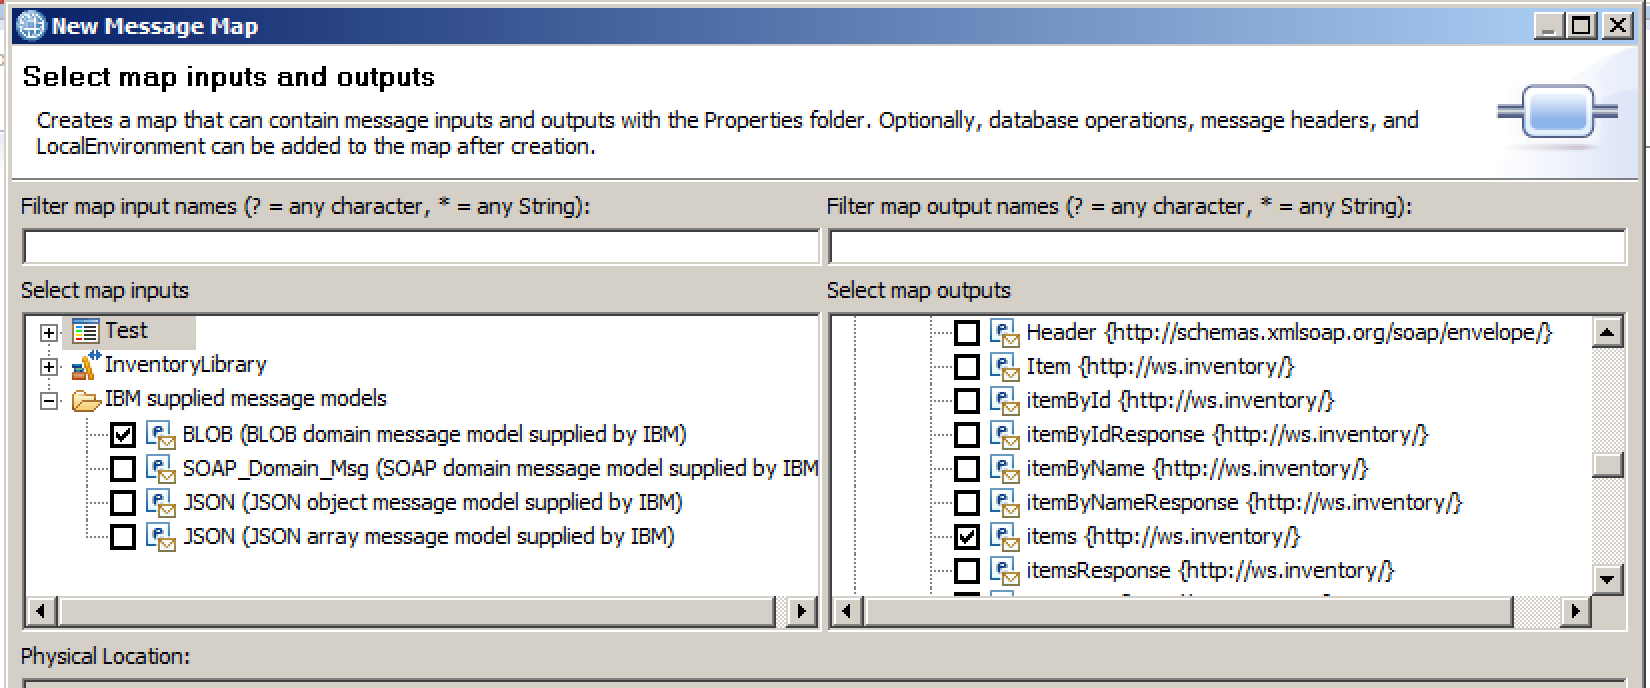 New Message Map
Select map inputs and outputs
Creates a map that can contain message inputs and outputs with the Properties folder. Optionally, database operations, message headers, and
LocalEnvironment can be added to the map after creation.
Filter map input names (? = any character, * = any String):
Filter map output names (? = any character, * = any String):
Select map inputs
Select map outputs
Test
InventoryLibrary
IBM supplied message models
BLOB (BLOB domain message model supplied by IBM)
SOAP_Domain_Msg (SOAP domain message model supplied by IBM
JSON (JSON object message model supplied by IBM)
JSON (JSON array message model supplied by IBM)
Header {http://schemas.xmlsoap.org/soap/envelope/}
Item {http://ws.inventory/}
itemById {http://ws.inventory/}
itemByIdResponse {http://ws.inventory/}
itemByName {http://ws.inventory/}
itemByNameResponse {http://ws.inventory/}
items {http://ws.inventory/}
itemsResponse {http://ws.inventory/}
Physical Location: